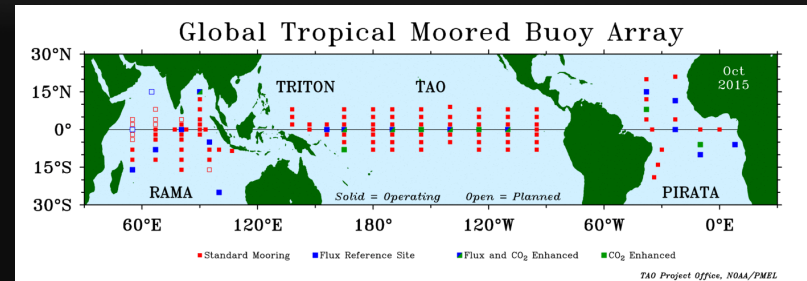 Global Tropical Moored Buoy Array
30°N
15°N
0°
15°S
30°S
TRITON
TAO
Oct
2015
RAMA
Solid = Operating Open = Planned
PIRATA
60°E 120°E 180° 120°W 60°W 0°E
Standard Mooring Flux Reference Site Flux and CO₂ Enhanced CO₂ Enhanced
TAO Project Office, NOAA/PMEL